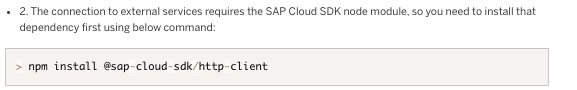 • 2. The connection to external services requires the SAP Cloud SDK node module, so you need to install that
dependency first using below command:
> npm install @sap-cloud-sdk/http-client